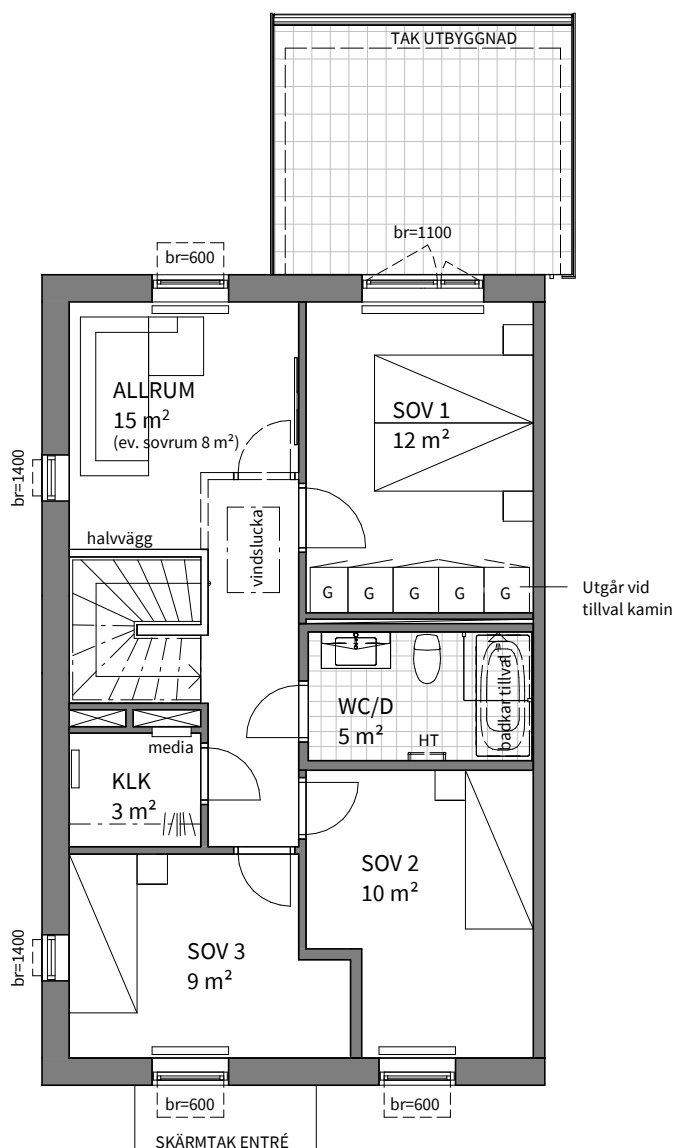 TAK UTBYGGNAD
br=1100
br=600
ALLRUM
15 m²
(ev. sovrum 8 m²)
SOV 1
12 m²
br=1400
vindslucka
halvvägg
G G G G G
Utgår vid
tillval kamin
WC/D
5 m²
badkar tillval
HT
media
KLK
3 m²
SOV 2
10 m²
SOV 3
9 m²
br=1400
br=600
br=600
SKÄRMTAK ENTRÉ